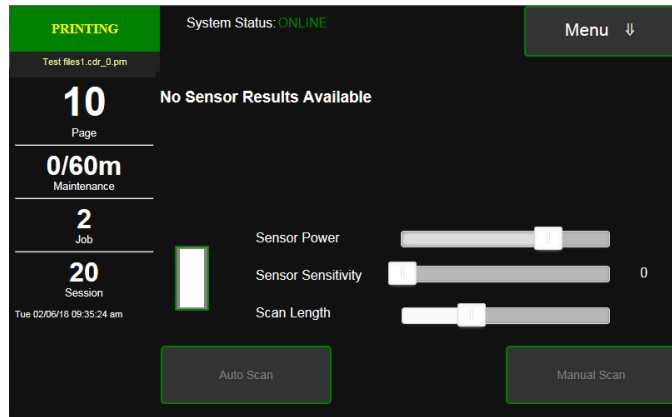 PRINTING
Test files1.cdr_0.prn
10
Page
0/60m
Maintenance
2
Job
20
Session
Tue 02/06/18 09:35:24 am
System Status: ONLINE
Menu ⇓
No Sensor Results Available
Sensor Power
Sensor Sensitivity 0
Scan Length
Auto Scan
Manual Scan